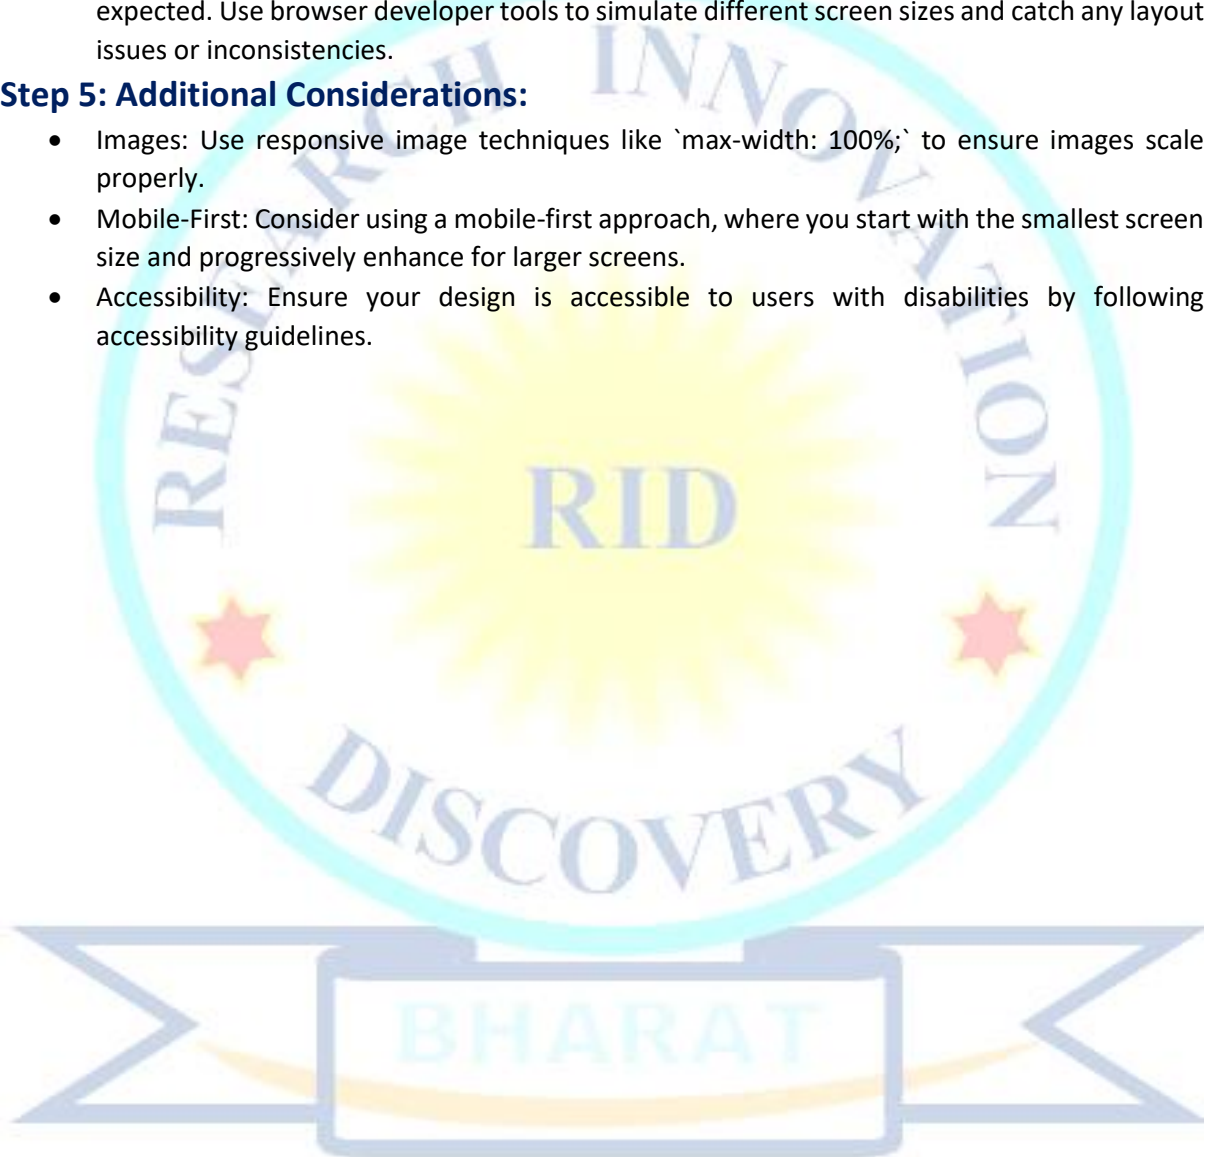 expected. Use browser developer tools to simulate different screen sizes and catch any layout
issues or inconsistencies.
Step 5: Additional Considerations:
• Images: Use responsive image techniques like `max-width: 100%;` to ensure images scale
properly.
• Mobile-First: Consider using a mobile-first approach, where you start with the smallest screen
size and progressively enhance for larger screens.
• Accessibility: Ensure your design is accessible to users with disabilities by following
accessibility guidelines.
RESEARCH INNOVATION
RID
DISCOVERY
BHARAT